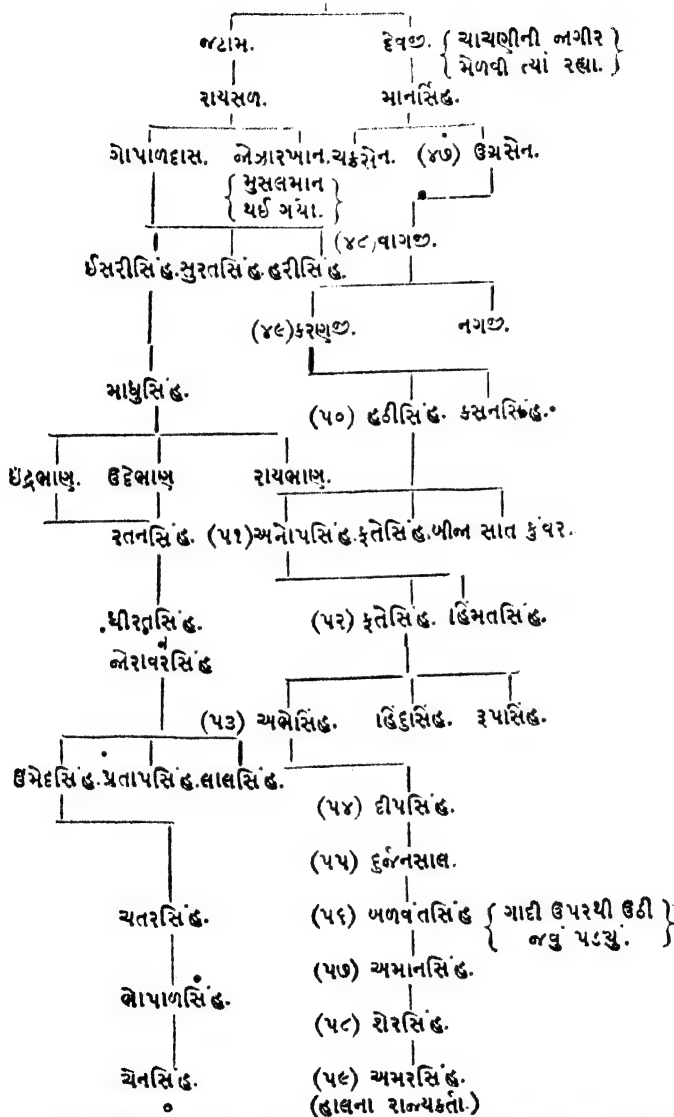 જટામ. દેવજી. { ચાચણીની જાગીર }
{ મેળવી ત્યાં રહ્યા. }
રાયસળ. માનસિંહ.
ગોપાળદાસ. જોઝારખાન. ચક્રસેન. (૪૭) ઉગ્રસેન.
{ મુસલમાન }
{ થઈ ગયા. }
(૪૮) વાગજી.
ઈસરીસિંહ. સુરતસિંહ. હરીસિંહ.
(૪૯) કરણજી. નગજી.
માધુસિંહ.
(૫૦) હઠીસિંહ. કસનસિંહ.
ઇંદ્રભાણ. ઉદેભાણ રાયભાણ.
રતનસિંહ. (૫૧) અનોપસિંહ. ફતેસિંહ. બીજા સાત કુંવર.
ધીરતસિંહ. (૫૨) ફતેસિંહ. હિંમતસિંહ.
ને
જોરાવરસિંહ
(૫૩) અભેસિંહ. હિંદુસિંહ. રૂપસિંહ.
ઉમેદસિંહ. પ્રતાપસિંહ. લાલસિંહ.
(૫૪) દીપસિંહ.
(૫૫) દુર્જનસાલ.
ચતરસિંહ. (૫૬) બળવંતસિંહ { ગાદી ઉપરથી ઉઠી }
{ જવું પડ્યું. }
(૫૭) અમાનસિંહ.
ભોપાળસિંહ.
(૫૮) શેરસિંહ.
ચેનસિંહ. (૫૯) અમરસિંહ.
(હાલના રાજ્યકર્તા.)